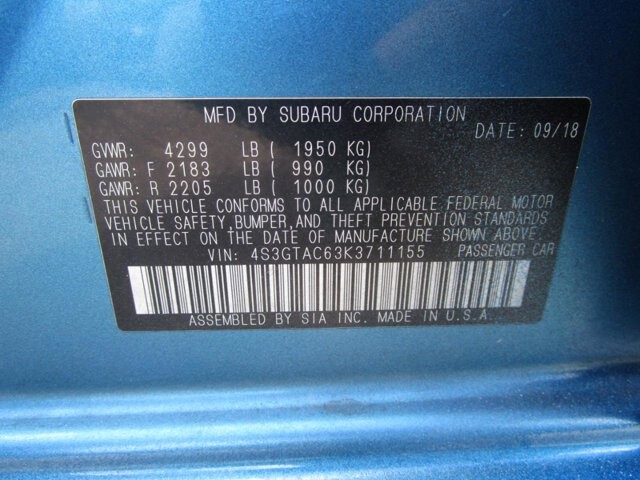 MFD BY SUBARU CORPORATION
DATE: 09/18
GVWR: 4299 LB ( 1950 KG)
GAWR: F 2183 LB ( 990 KG)
GAWR: R 2205 LB ( 1000 KG)
THIS VEHICLE CONFORMS TO ALL APPLICABLE FEDERAL MOTOR
VEHICLE SAFETY, BUMPER, AND THEFT PREVENTION STANDARDS
IN EFFECT ON THE DATE OF MANUFACTURE SHOWN ABOVE.
VIN: 4S3GTAC63K3711155 PASSENGER CAR
ASSEMBLED BY SIA INC. MADE IN U.S.A.